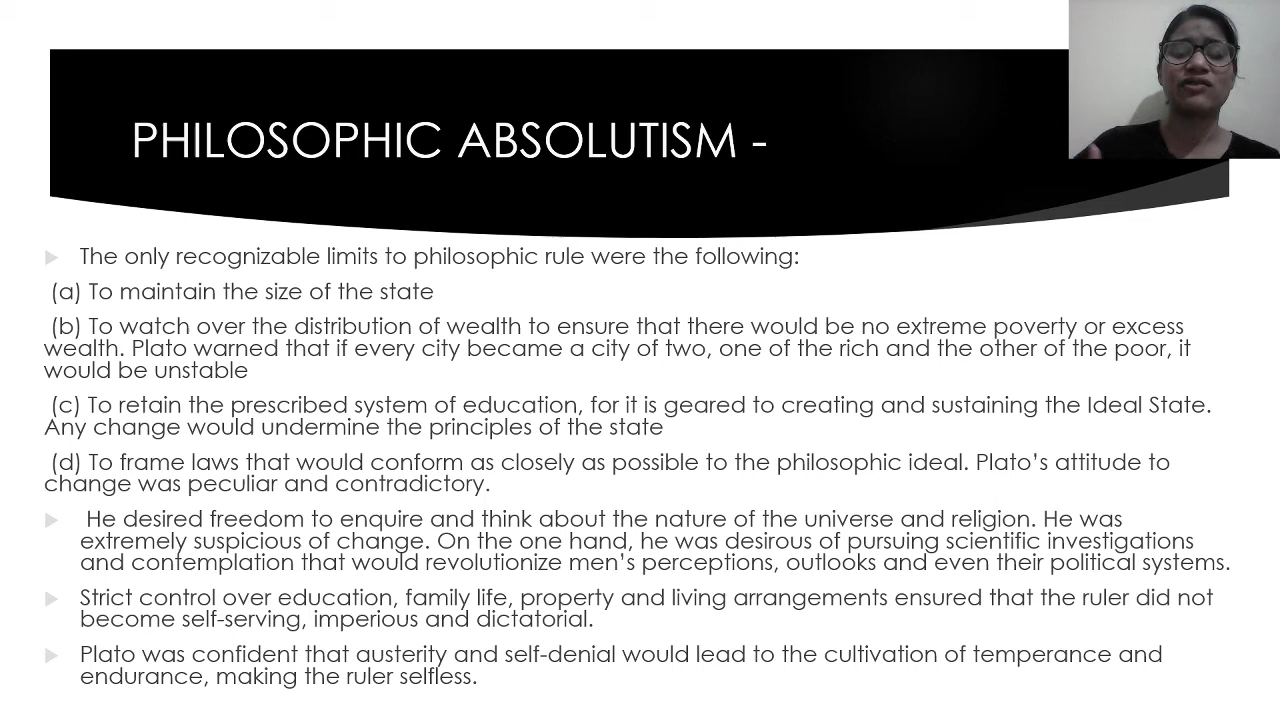 PHILOSOPHIC ABSOLUTISM -
The only recognizable limits to philosophic rule were the following:
(a) To maintain the size of the state
(b) To watch over the distribution of wealth to ensure that there would be no extreme poverty or excess
wealth. Plato warned that if every city became a city of two, one of the rich and the other of the poor, it
would be unstable
(c) To retain the prescribed system of education, for it is geared to creating and sustaining the Ideal State.
Any change would undermine the principles of the state
(d) To frame laws that would conform as closely as possible to the philosophic ideal. Plato's attitude to
change was peculiar and contradictory.
He desired freedom to enquire and think about the nature of the universe and religion. He was
extremely suspicious of change. On the one hand, he was desirous of pursuing scientific investigations
and contemplation that would revolutionize men's perceptions, outlooks and even their political systems.
Strict control over education, family life, property and living arrangements ensured that the ruler did not
become self-serving, imperious and dictatorial.
Plato was confident that austerity and self-denial would lead to the cultivation of temperance and
endurance, making the ruler selfless.